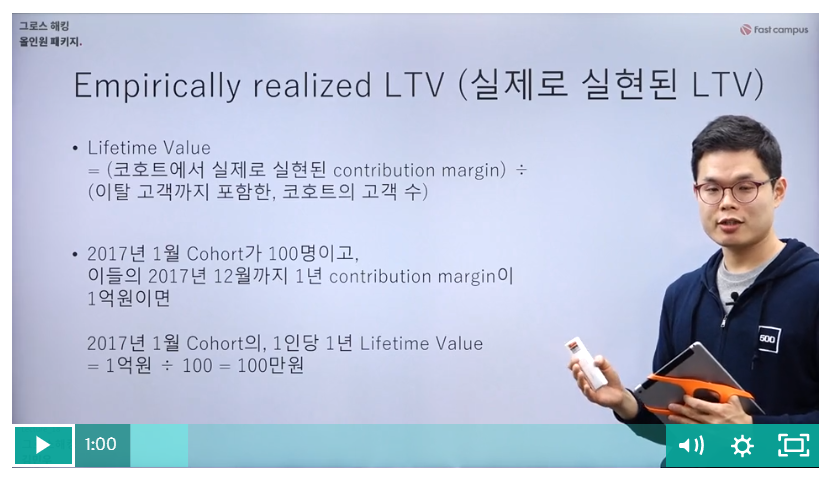 그로스 해킹
올인원 패키지.
fast campus
Empirically realized LTV (실제로 실현된 LTV)
• Lifetime Value
= (코호트에서 실제로 실현된 contribution margin) ÷
(이탈 고객까지 포함한, 코호트의 고객 수)
• 2017년 1월 Cohort가 100명이고,
이들의 2017년 12월까지 1년 contribution margin이
1억원이면
2017년 1월 Cohort의, 1인당 1년 Lifetime Value
= 1억원 ÷ 100 = 100만원
500
1:00